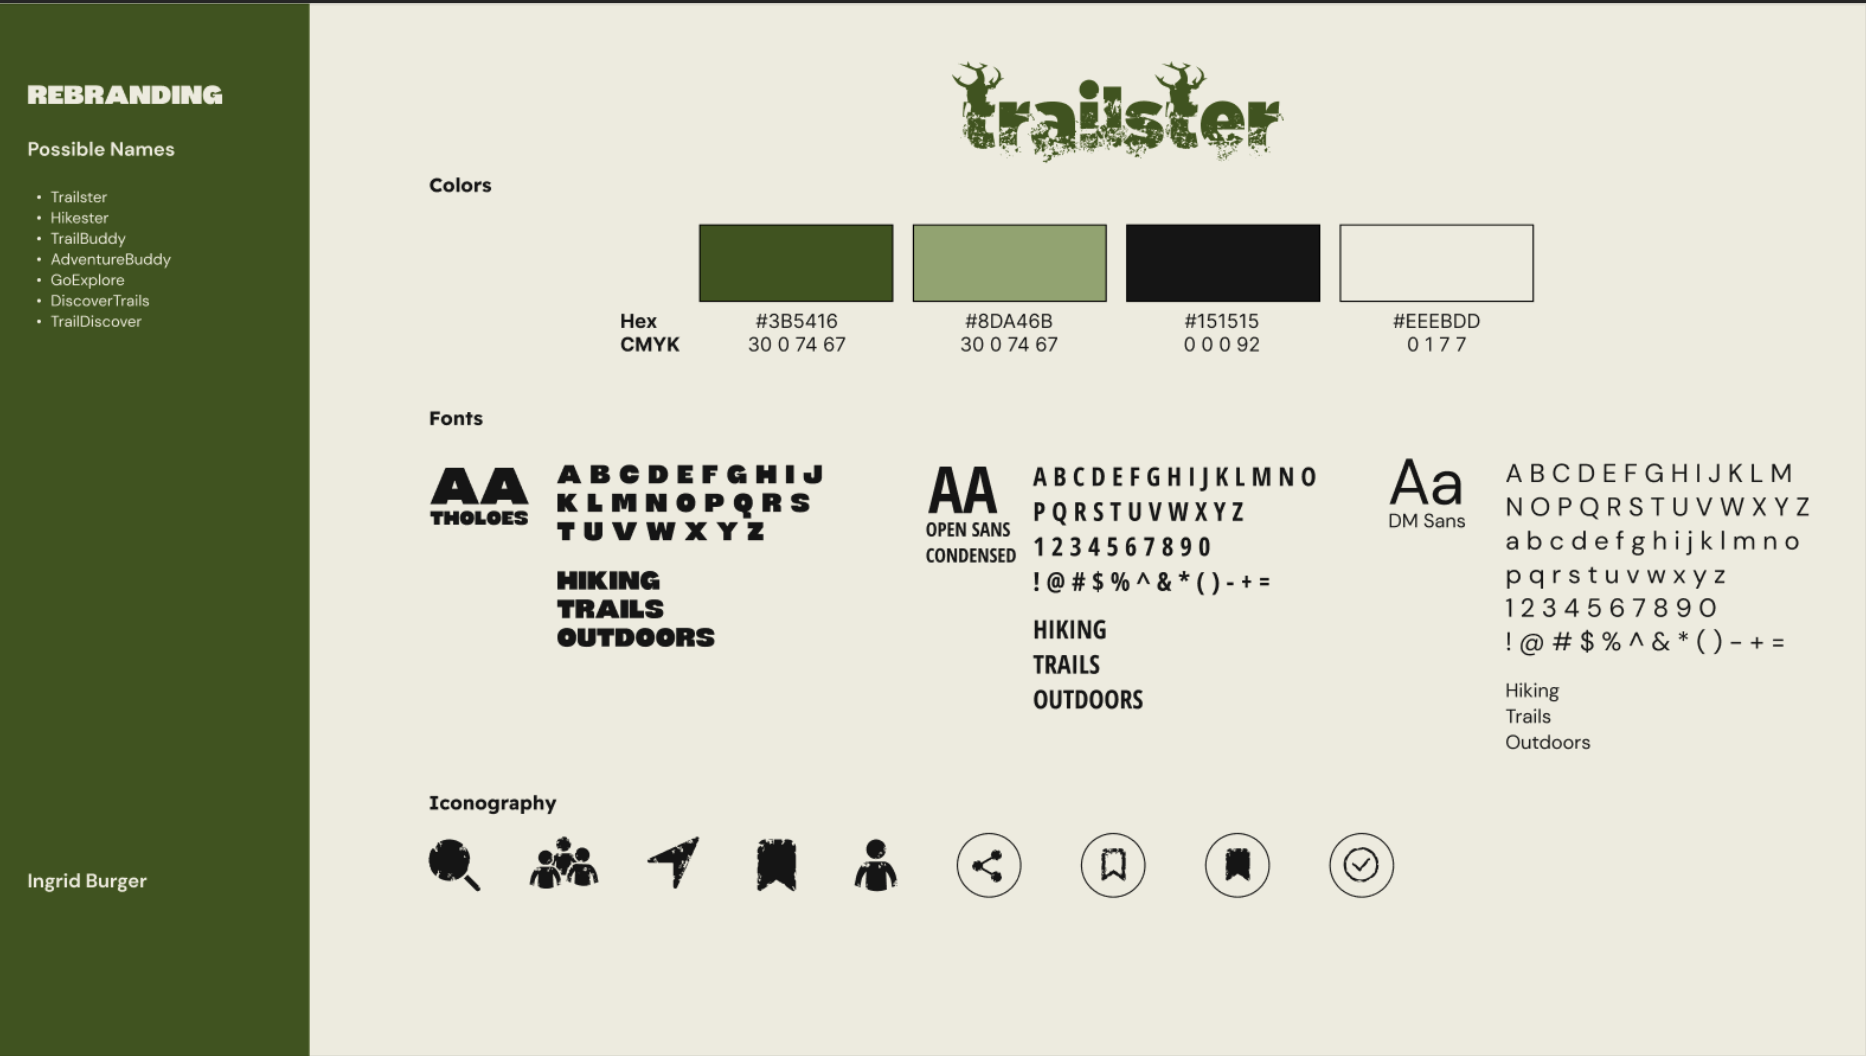 REBRANDING
Possible Names
• Trailster
• Hikester
• TrailBuddy
• AdventureBuddy
• GoExplore
• DiscoverTrails
• TrailDiscover
Ingrid Burger
trailster
Colors
Hex #3B5416 #8DA46B #151515 #EEEBDD
CMYK 30 0 74 67 30 0 74 67 0 0 0 92 0 1 7 7
Fonts
AA
THOLOES
A B C D E F G H I J
K L M N O P Q R S
T U V W X Y Z
HIKING
TRAILS
OUTDOORS
AA
OPEN SANS
CONDENSED
A B C D E F G H I J K L M N O
P Q R S T U V W X Y Z
1 2 3 4 5 6 7 8 9 0
! @ # $ % ^ & * ( ) - + =
HIKING
TRAILS
OUTDOORS
Aa
DM Sans
A B C D E F G H I J K L M
N O P Q R S T U V W X Y Z
a b c d e f g h i j k l m n o
p q r s t u v w x y z
1 2 3 4 5 6 7 8 9 0
! @ # $ % ^ & * ( ) - + =
Hiking
Trails
Outdoors
Iconography